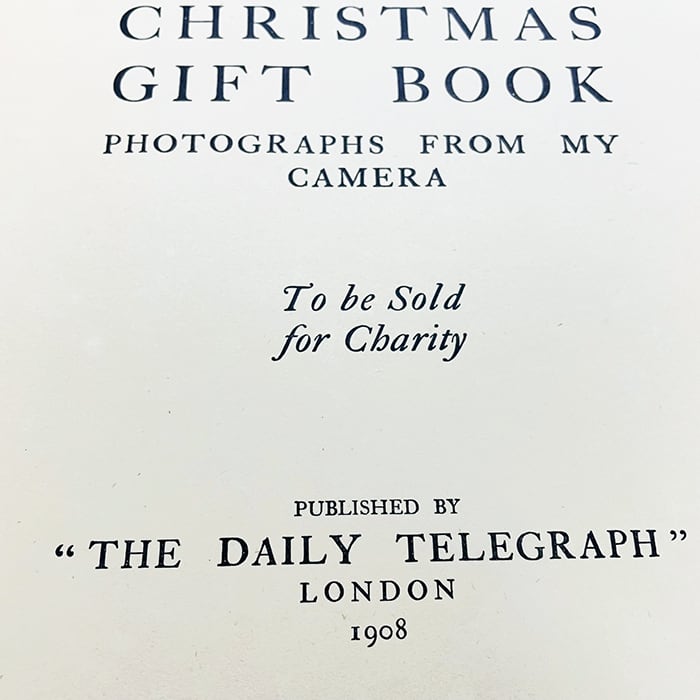 CHRISTMAS
GIFT BOOK
PHOTOGRAPHS FROM MY
CAMERA
To be Sold
for Charity
PUBLISHED BY
“THE DAILY TELEGRAPH”
LONDON
1908